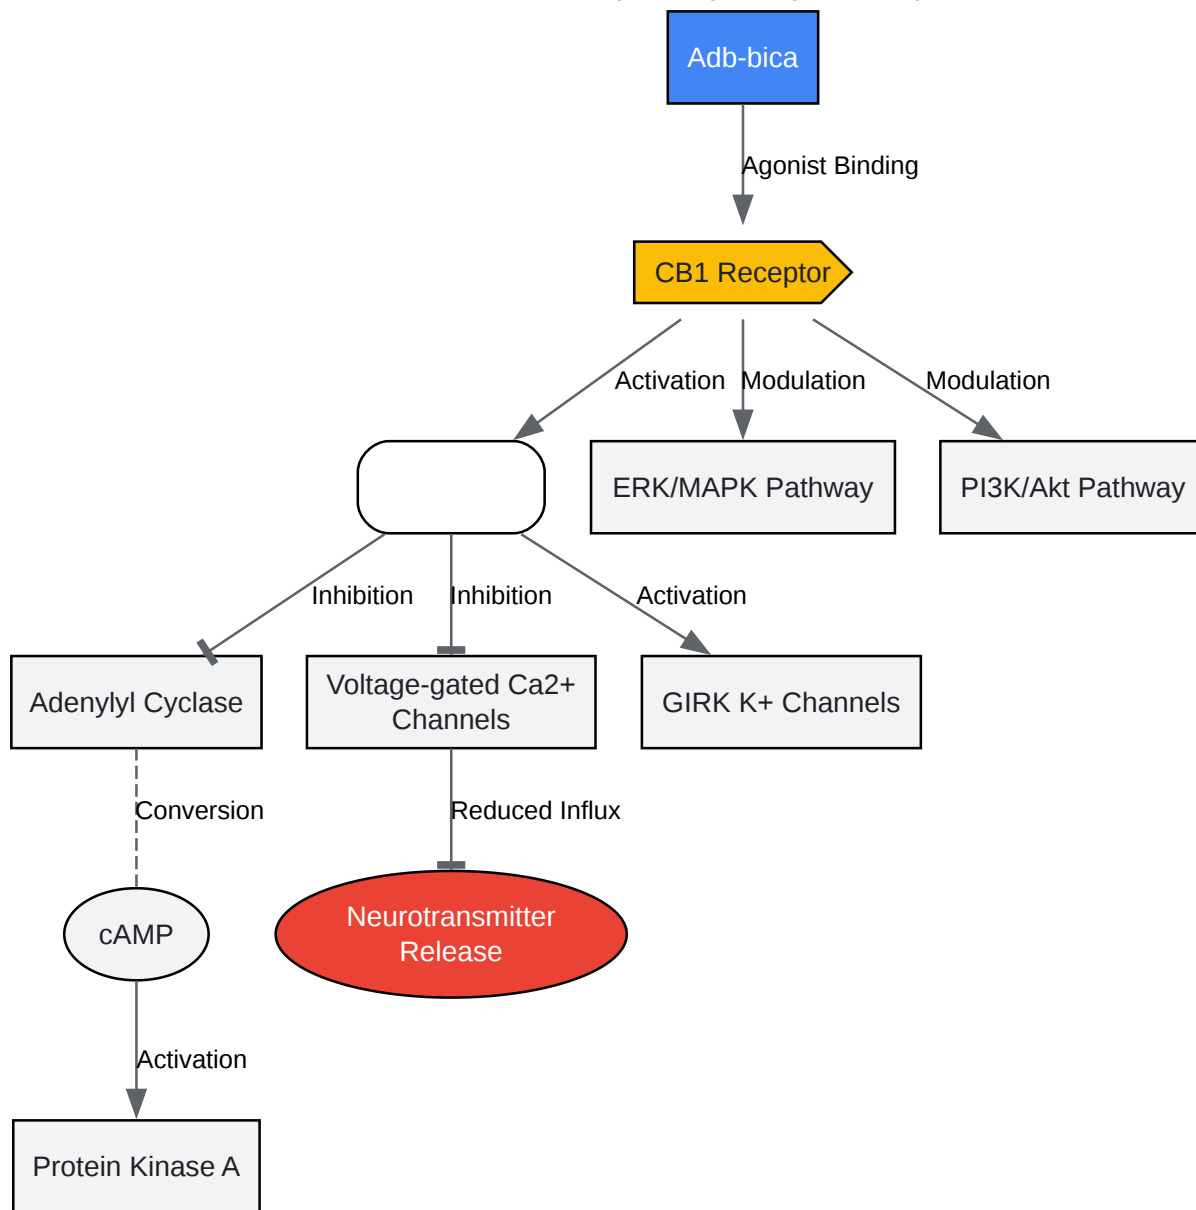 Adb-bica
Agonist Binding
CB1 Receptor
Activation
Modulation
Modulation
ERK/MAPK Pathway
PI3K/Akt Pathway
Inhibition
Inhibition
Activation
Adenylyl Cyclase
Voltage-gated Ca2+
Channels
GIRK K+ Channels
Conversion
Reduced Influx
cAMP
Neurotransmitter
Release
Activation
Protein Kinase A